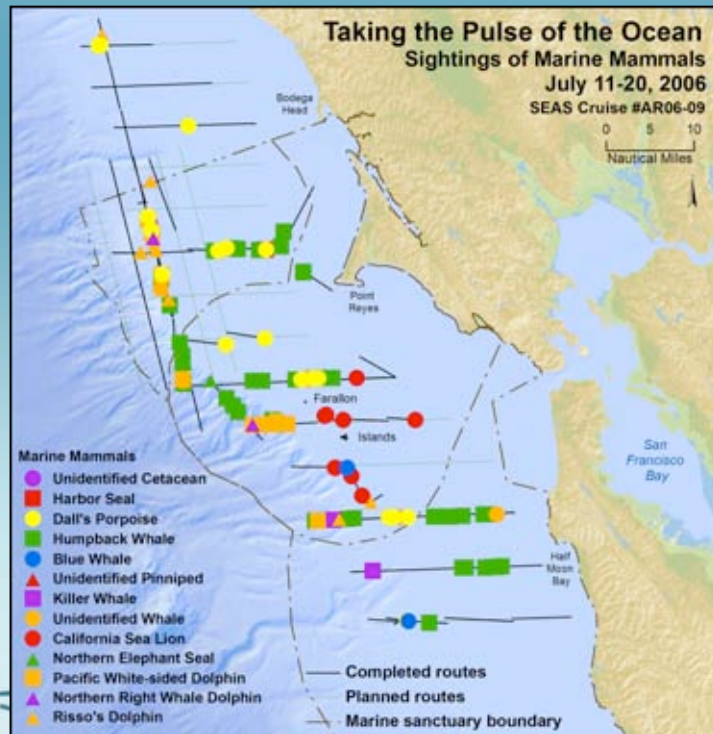 Taking the Pulse of the Ocean
Sightings of Marine Mammals
July 11-20, 2006
SEAS Cruise #AR06-09
0 5 10
Nautical Miles
Bodega
Head
Point
Reyes
Farallon
Islands
San
Francisco
Bay
Half
Moon
Bay
Marine Mammals
Unidentified Cetacean
Harbor Seal
Dall's Porpoise
Humpback Whale
Blue Whale
Unidentified Pinniped
Killer Whale
Unidentified Whale
California Sea Lion
Northern Elephant Seal
Pacific White-sided Dolphin
Northern Right Whale Dolphin
Risso's Dolphin
Completed routes
Planned routes
Marine sanctuary boundary